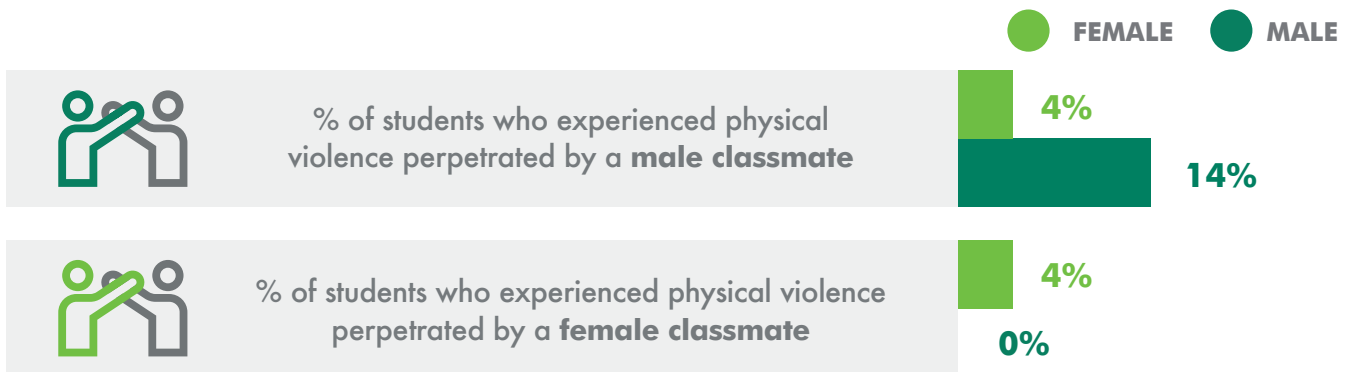 FEMALE MALE
% of students who experienced physical
violence perpetrated by a male classmate
4%
14%
% of students who experienced physical violence
perpetrated by a female classmate
4%
0%